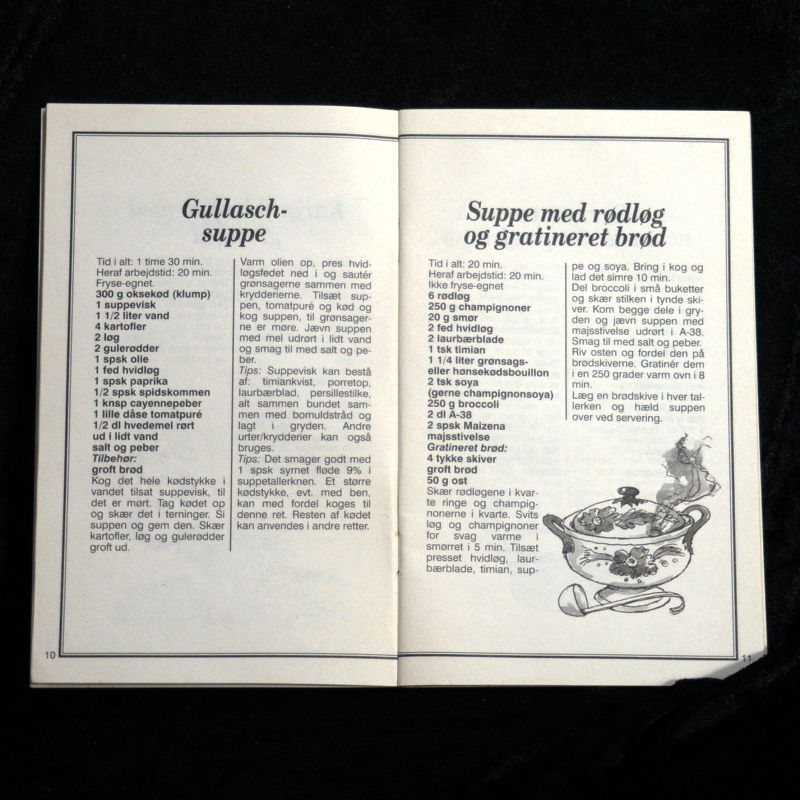 Gullasch-
suppe
Tid i alt: 1 time 30 min.
Heraf arbejdstid: 20 min.
Fryse-egnet.
300 g oksekød (klump)
1 suppevisk
1 1/2 liter vand
4 kartofler
2 løg
2 gulerødder
1 spsk olie
1 fed hvidløg
1 spsk paprika
1/2 spsk spidskommen
1 knsp cayennepeber
1 lille dåse tomatpuré
1/2 dl hvedemel rørt
ud i lidt vand
salt og peber
Tilbehør:
groft brød
Kog det hele kødstykke i
vandet tilsat suppevisk, til
det er mørt. Tag kødet op
og skær det i terninger. Si
suppen og gem den. Skær
kartofler, løg og gulerødder
groft ud.
Varm olien op, pres hvid-
løgsfedet ned i og sautér
grønsagerne sammen med
krydderierne. Tilsæt sup-
pen, tomatpuré og kød og
kog suppen, til grønsager-
ne er møre. Jævn suppen
med mel udrørt i lidt vand
og smag til med salt og pe-
ber.
Tips: Suppevisk kan bestå
af: timiankvist, porretop,
laurbærblad, persillestilke,
alt sammen bundet sam-
men med bomuldstråd og
lagt i gryden. Andre
urter/krydderier kan også
bruges.
Tips: Det smager godt med
1 spsk syrnet fløde 9% i
suppetallerknen. Et større
kødstykke, evt. med ben,
kan med fordel koges til
denne ret. Resten af kødet
kan anvendes i andre retter.
10
Suppe med rødløg
og gratineret brød
Tid i alt: 20 min.
Heraf arbejdstid: 20 min.
Ikke fryse-egnet
6 rødløg
250 g champignoner
20 g smør
2 fed hvidløg
2 laurbærblade
1 tsk timian
1 1/4 liter grønsags-
eller hønsekødsbouillon
2 tsk soya
(gerne champignonsoya)
250 g broccoli
2 dl A-38
2 spsk Maizena
majsstivelse
Gratineret brød:
4 tykke skiver
groft brød
50 g ost
Skær rødløgene i kvar-
te ringe og champig-
nonerne i kvarte. Svits
løg og champignoner
for svag varme i
smørret i 5 min. Tilsæt
presset hvidløg, laur-
bærblade, timian, sup-
pe og soya. Bring i kog og
lad det simre 10 min.
Del broccoli i små buketter
og skær stilken i tynde ski-
ver. Kom begge dele i gry-
den og jævn suppen med
majsstivelse udrørt i A-38.
Smag til med salt og peber.
Riv osten og fordel den på
brødskiverne. Gratinér dem
i en 250 grader varm ovn i 8
min.
Læg en brødskive i hver tal-
lerken og hæld suppen
over ved servering.
11